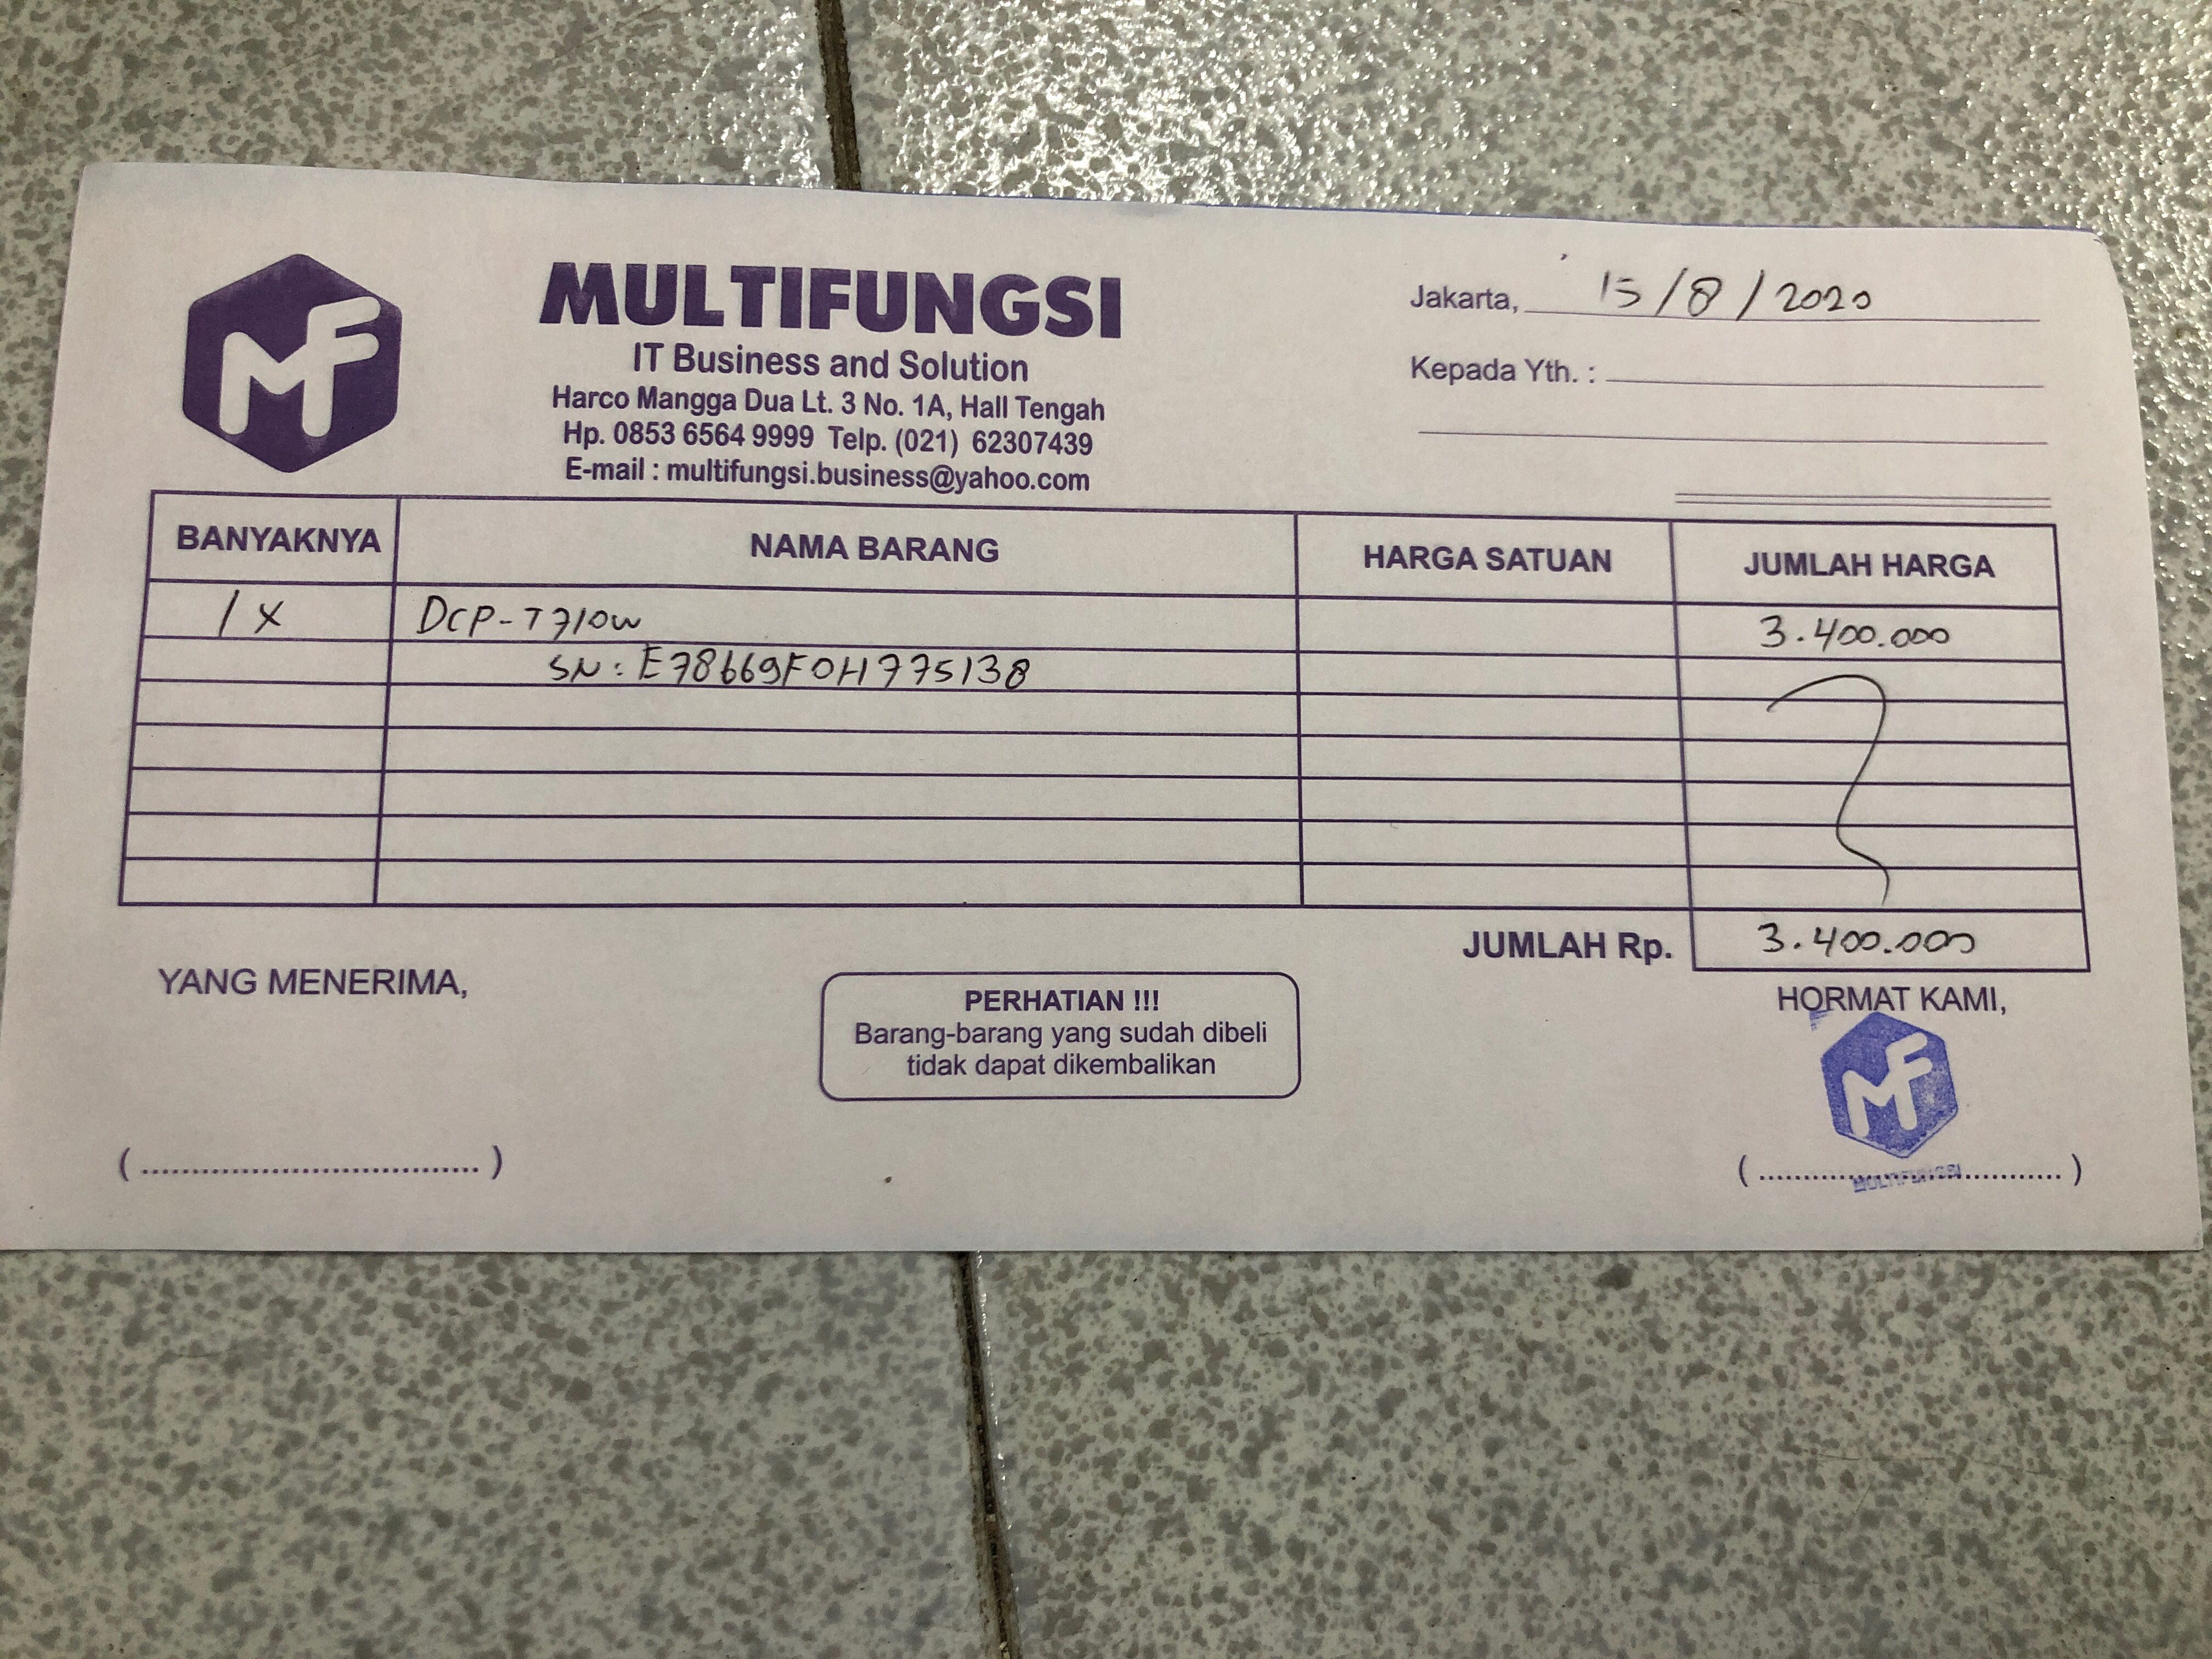 MF
MULTIFUNGSI
IT Business and Solution
Harco Mangga Dua Lt. 3 No. 1A, Hall Tengah
Hp. 0853 6564 9999 Telp. (021) 62307439
E-mail : multifungsi.business@yahoo.com
Jakarta, 15/8/2020
Kepada Yth. :
BANYAKNYA NAMA BARANG HARGA SATUAN JUMLAH HARGA
1 X DCP-T710W 3.400.000
SN: E78669F0H775138
JUMLAH Rp. 3.400.000
YANG MENERIMA,
PERHATIAN !!!
Barang-barang yang sudah dibeli
tidak dapat dikembalikan
HORMAT KAMI,
MF
MULTIFUNGSI
(................................) (................................)